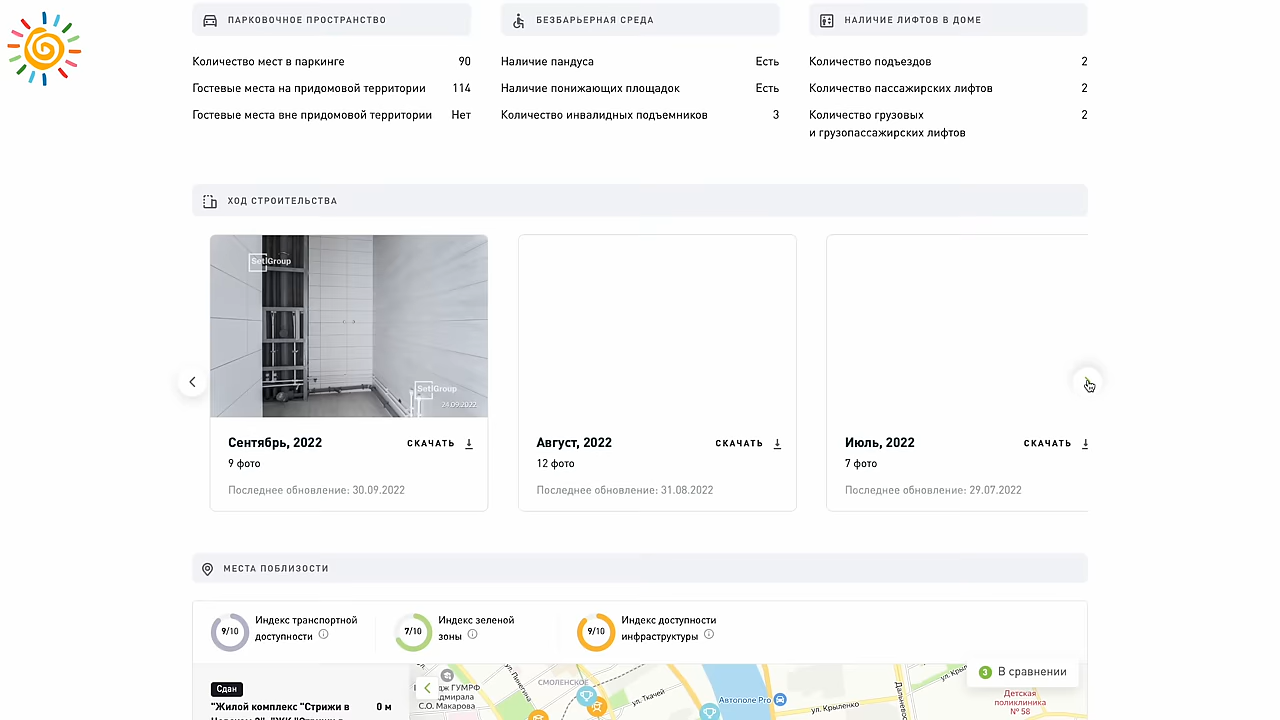 ПАРКОВОЧНОЕ ПРОСТРАНСТВО
Количество мест в паркинге 90
Гостевые места на придомовой территории 114
Гостевые места вне придомовой территории Нет
БЕЗБАРЬЕРНАЯ СРЕДА
Наличие пандуса Есть
Наличие понижающих площадок Есть
Количество инвалидных подъемников 3
НАЛИЧИЕ ЛИФТОВ В ДОМЕ
Количество подъездов 2
Количество пассажирских лифтов 2
Количество грузовых 2
и грузопассажирских лифтов
ХОД СТРОИТЕЛЬСТВА
Setl Group
Setl Group
24.09.2022
Сентябрь, 2022 СКАЧАТЬ
9 фото
Последнее обновление: 30.09.2022
Август, 2022 СКАЧАТЬ
12 фото
Последнее обновление: 31.08.2022
Июль, 2022 СКАЧАТЬ
7 фото
Последнее обновление: 29.07.2022
МЕСТА ПОБЛИЗОСТИ
9/10 Индекс транспортной
доступности
7/10 Индекс зеленой
зоны
9/10 Индекс доступности
инфраструктуры
Сдан
"Жилой комплекс "Стрижи в 0 м
ГУМРФ
С.О. Макарова
СМОЛЕНСКОЕ
ул. Ткачей
Автополе Pro
ул. Крыленко
3 В сравнении
Детская
поликлиника
№ 58